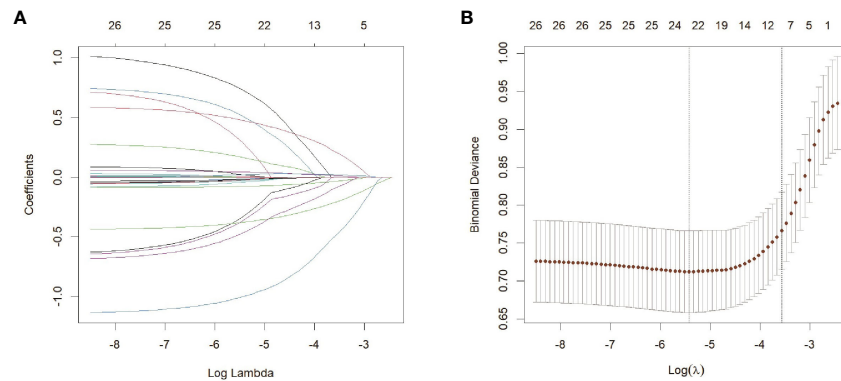 A
26 25 25 22 13 5
1.0
0.5
0.0
-0.5
-1.0
Coefficients
-8 -7 -6 -5 -4 -3
Log Lambda
B
26 26 25 25 25 24 22 19 14 12 7 5 1
1.00
0.95
0.90
0.85
0.80
0.75
0.70
0.65
Binomial Deviance
-8 -7 -6 -5 -4 -3
Log(λ)